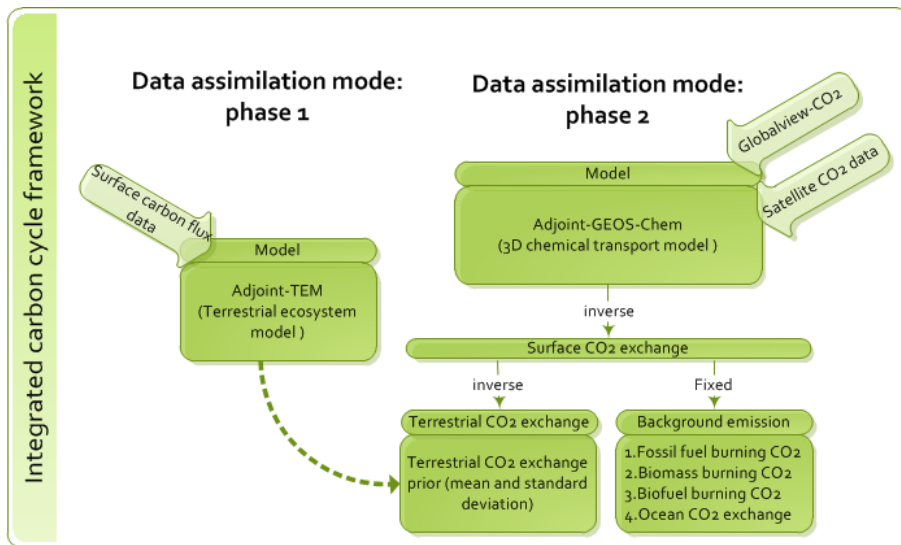 Integrated carbon cycle framework
Data assimilation mode:
phase 1
Surface carbon flux
data
Model
Adjoint-TEM
(Terrestrial ecosystem
model )
Data assimilation mode:
phase 2
Globalview-CO2
Satellite CO2 data
Model
Adjoint-GEOS-Chem
(3D chemical transport model )
inverse
Surface CO2 exchange
inverse
Fixed
Terrestrial CO2 exchange
Terrestrial CO2 exchange
prior (mean and standard
deviation)
Background emission
1.Fossil fuel burning CO2
2.Biomass burning CO2
3.Biofuel burning CO2
4.Ocean CO2 exchange